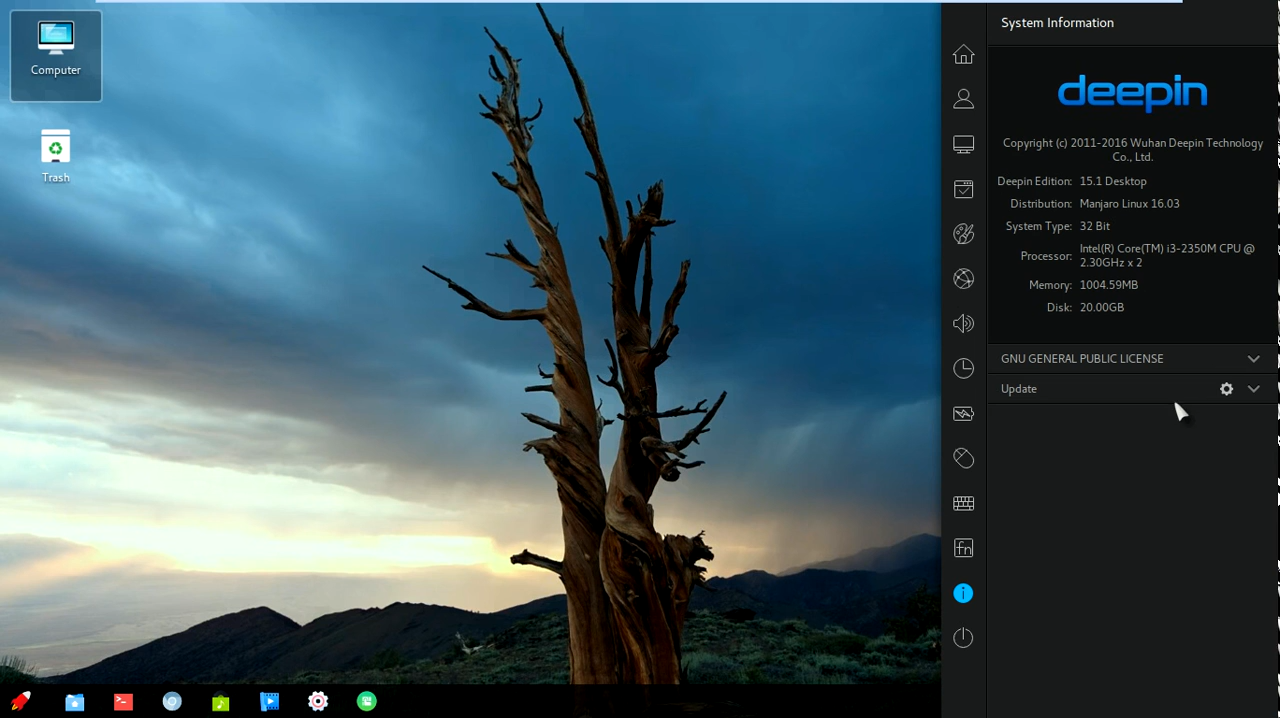 Computer
Trash
System Information
deepin
Copyright (c) 2011-2016 Wuhan Deepin Technology
Co., Ltd.
Deepin Edition: 15.1 Desktop
Distribution: Manjaro Linux 16.03
System Type: 32 Bit
Processor: Intel(R) Core(TM) i3-2350M CPU @
2.30GHz x 2
Memory: 1004.59MB
Disk: 20.00GB
GNU GENERAL PUBLIC LICENSE
Update
fn